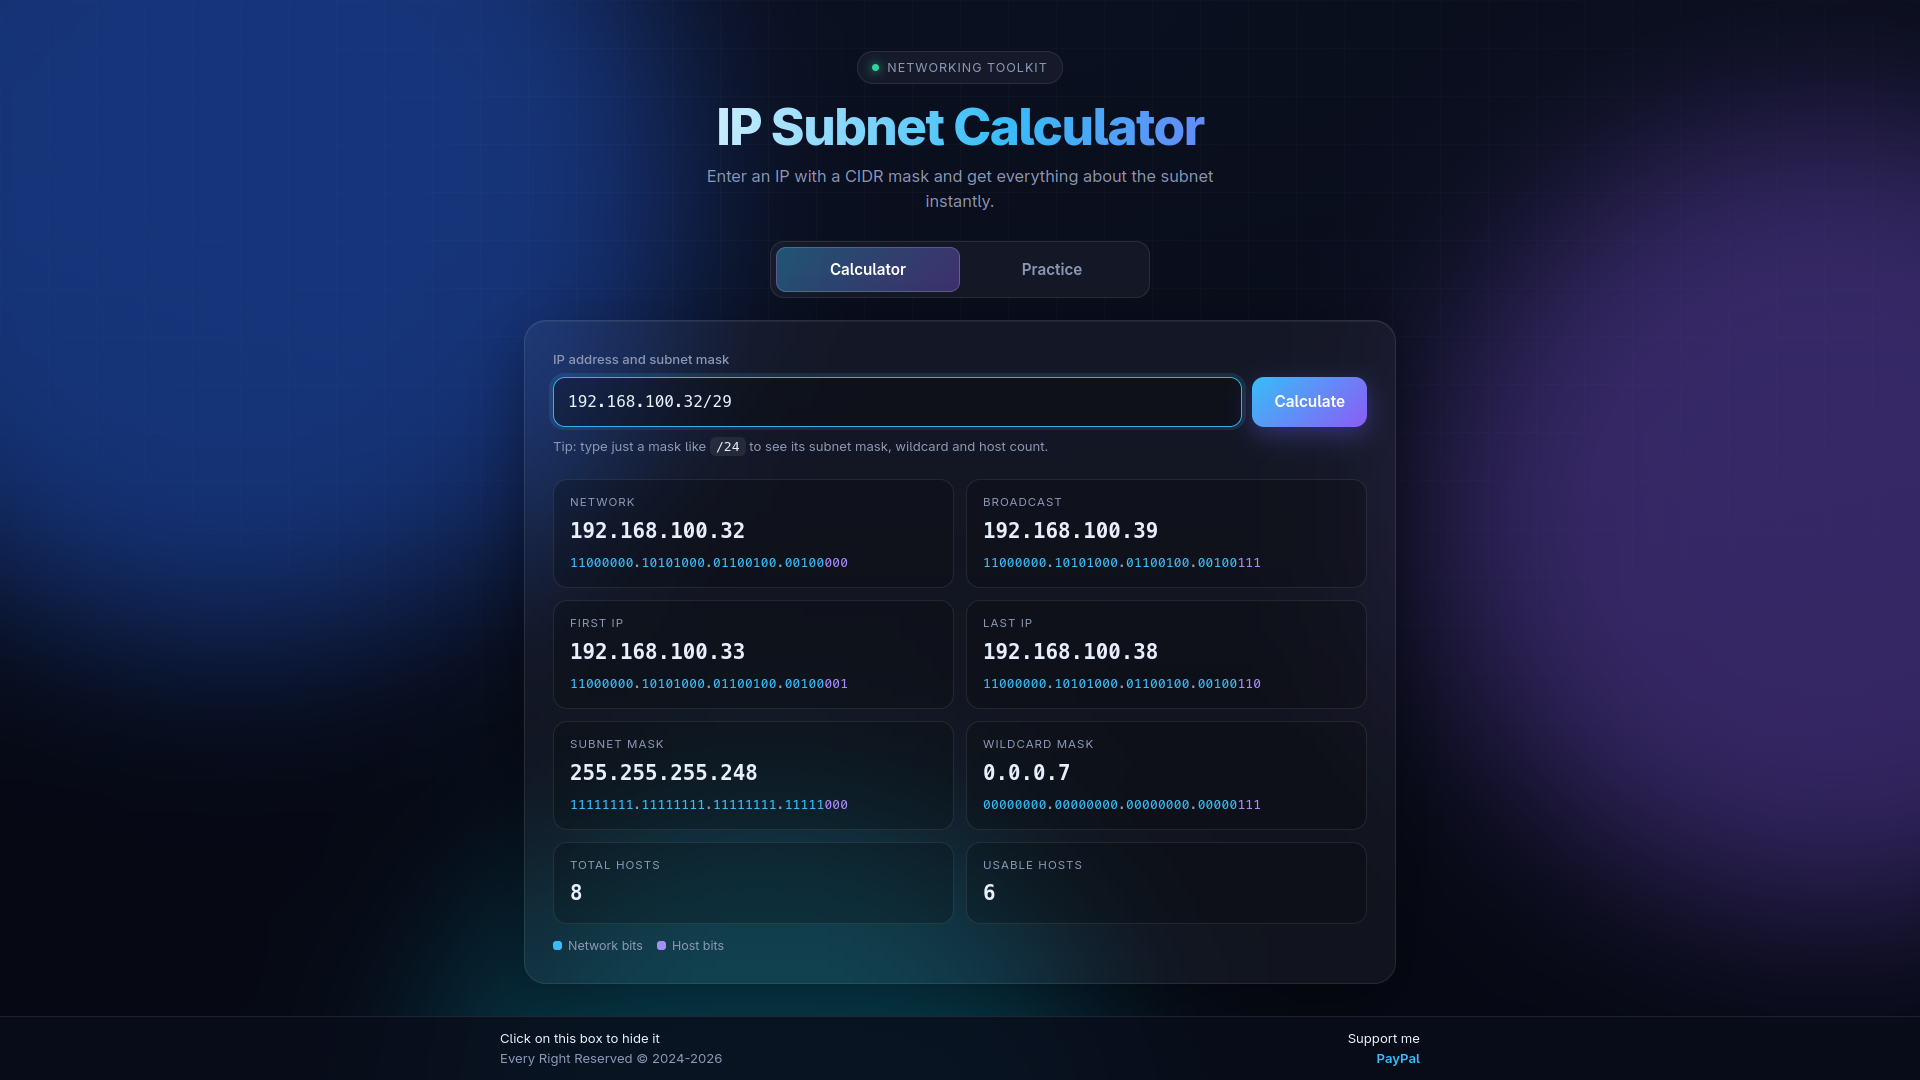 NETWORKING TOOLKIT
IP Subnet Calculator
Enter an IP with a CIDR mask and get everything about the subnet
instantly.
Calculator
Practice
IP address and subnet mask
192.168.100.32/29
Calculate
Tip: type just a mask like /24 to see its subnet mask, wildcard and host count.
NETWORK
192.168.100.32
11000000.10101000.01100100.00100000
BROADCAST
192.168.100.39
11000000.10101000.01100100.00100111
FIRST IP
192.168.100.33
11000000.10101000.01100100.00100001
LAST IP
192.168.100.38
11000000.10101000.01100100.00100110
SUBNET MASK
255.255.255.248
11111111.11111111.11111111.11111000
WILDCARD MASK
0.0.0.7
00000000.00000000.00000000.00000111
TOTAL HOSTS
8
USABLE HOSTS
6
Network bits
Host bits
Click on this box to hide it
Every Right Reserved © 2024-2026
Support me
PayPal